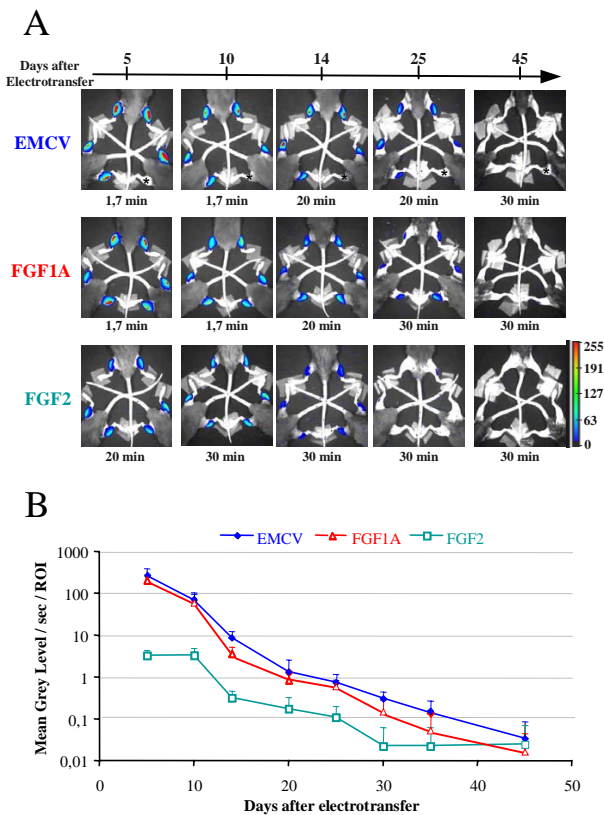 A
Days after
Electrotransfer
5 10 14 25 45
EMCV
* * * * *
1,7 min 1,7 min 20 min 20 min 30 min
FGF1A
1,7 min 1,7 min 20 min 30 min 30 min
FGF2
20 min 30 min 30 min 30 min 30 min
255
191
127
63
0
B
EMCV FGF1A FGF2
Mean Grey Level / sec / ROI
1000
100
10
1
0,1
0,01
0 10 20 30 40 50
Days after electrotransfer